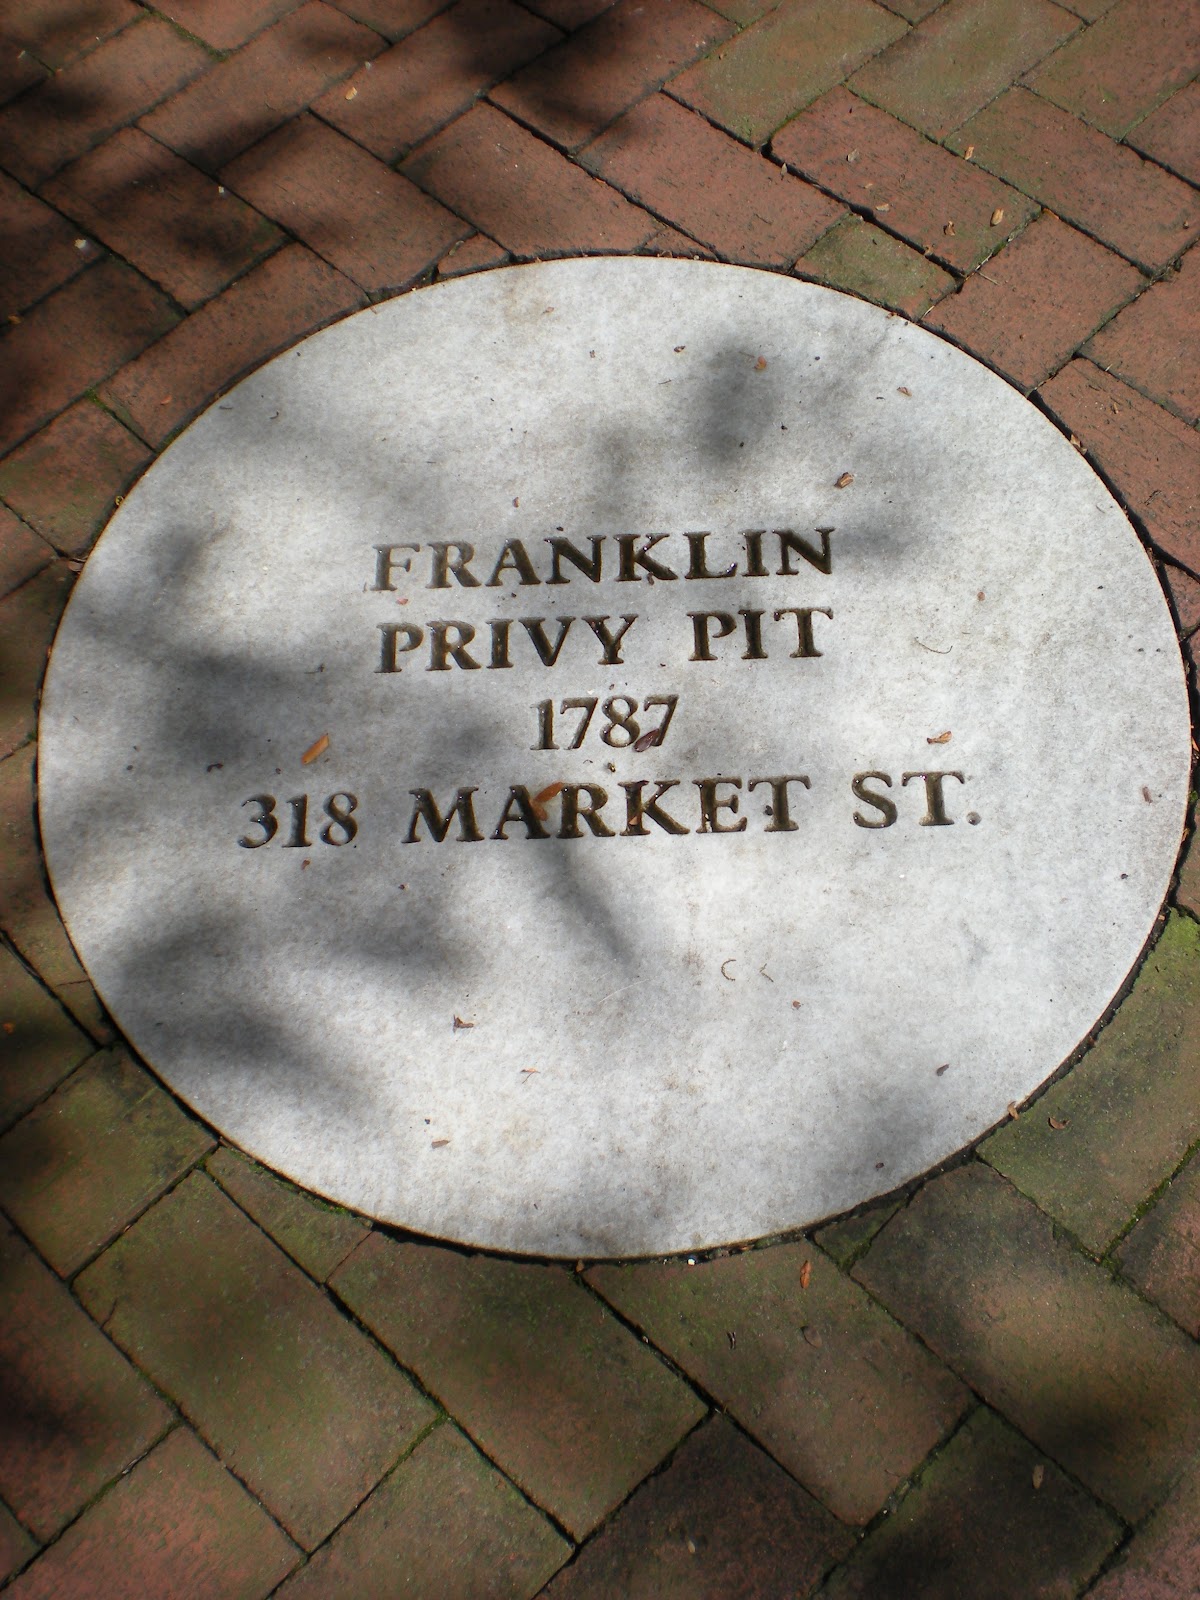 FRANKLIN
PRIVY PIT
1787
318 MARKET ST.